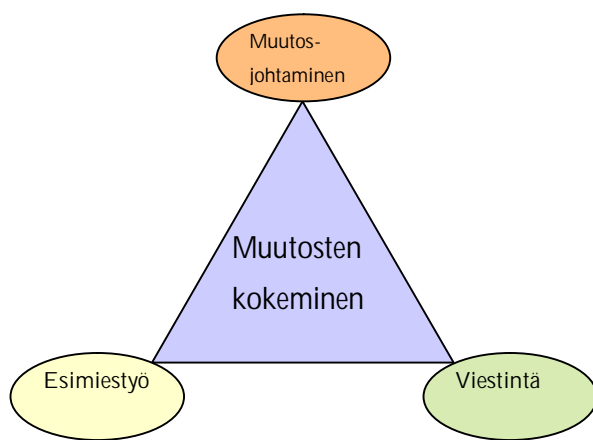 Muutos-
johtaminen
Muutosten
kokeminen
Esimiestyö
Viestintä